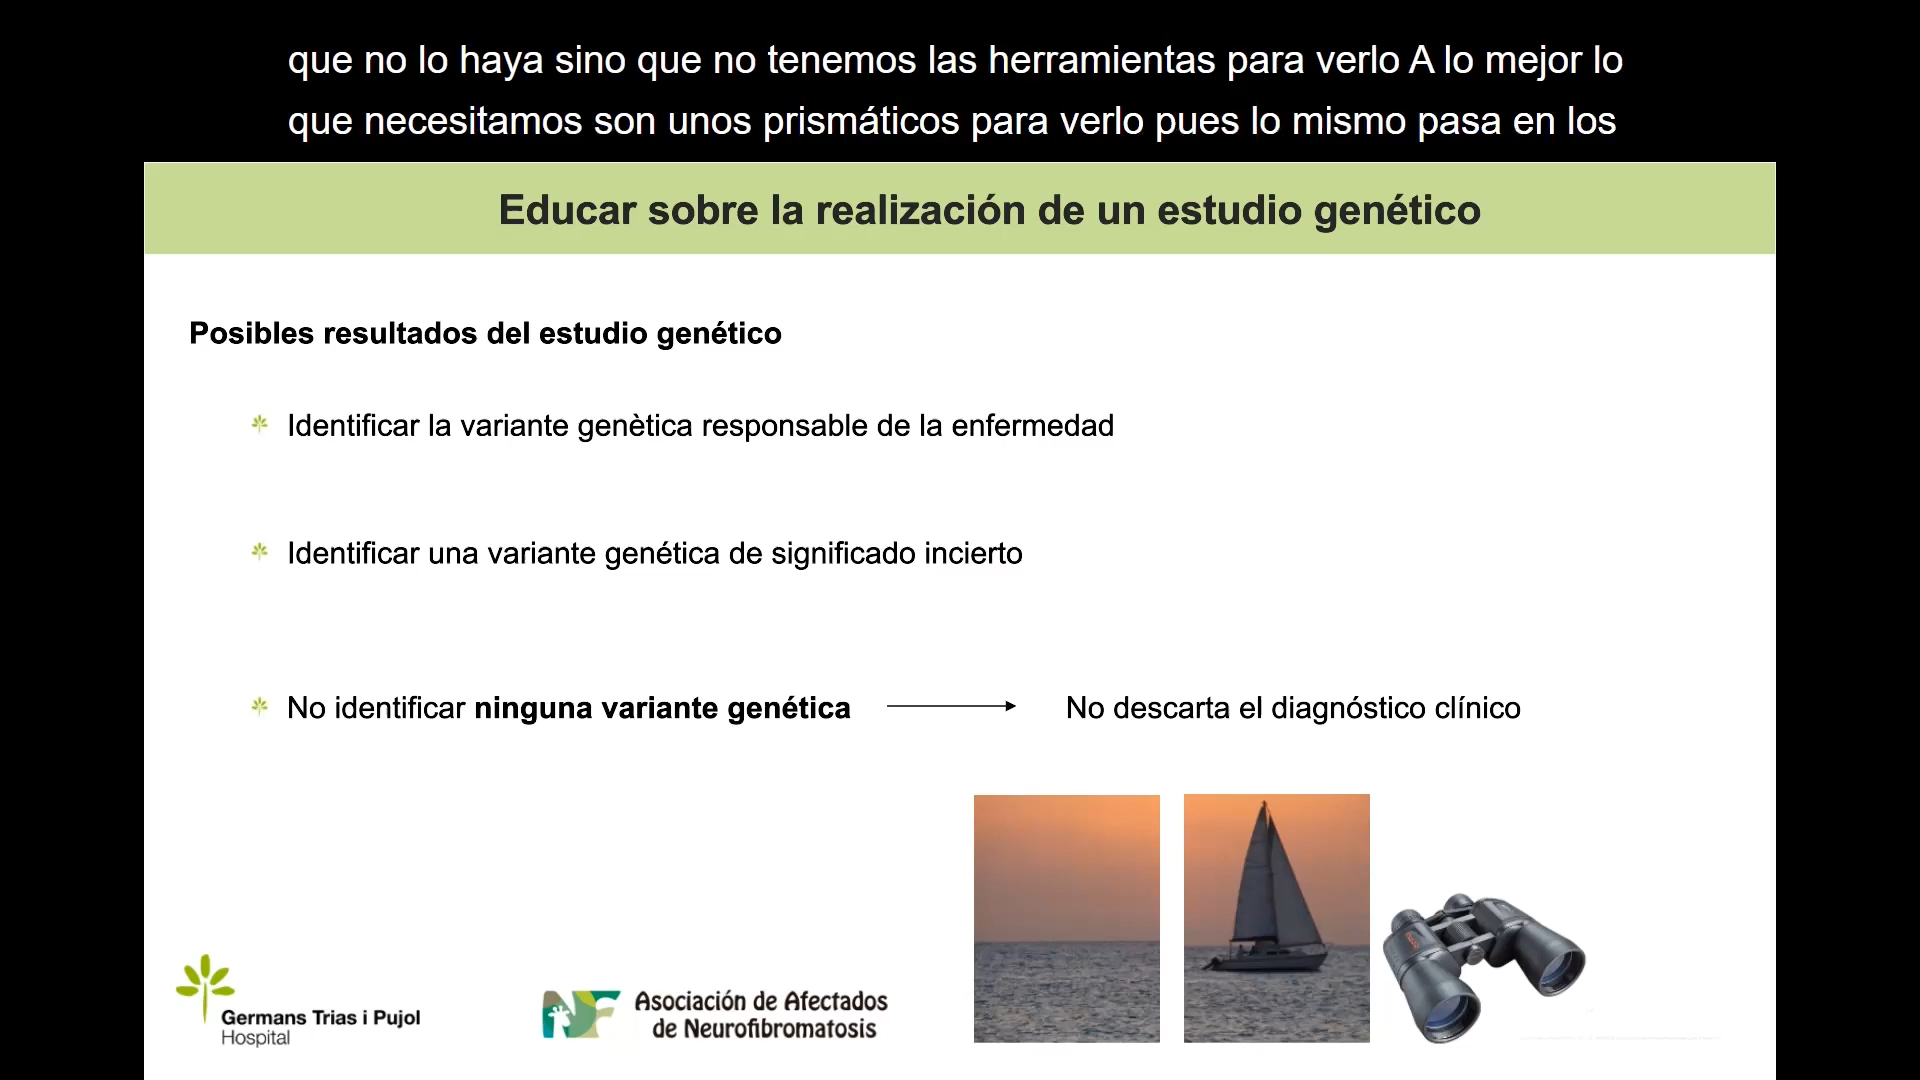 que no lo haya sino que no tenemos las herramientas para verlo A lo mejor lo
que necesitamos son unos prismáticos para verlo pues lo mismo pasa en los
Educar sobre la realización de un estudio genético
Posibles resultados del estudio genético
Identificar la variante genètica responsable de la enfermedad
Identificar una variante genética de significado incierto
No identificar ninguna variante genética
No descarta el diagnóstico clínico
Germans Trias i Pujol
Hospital
NF
Asociación de Afectados
de Neurofibromatosis